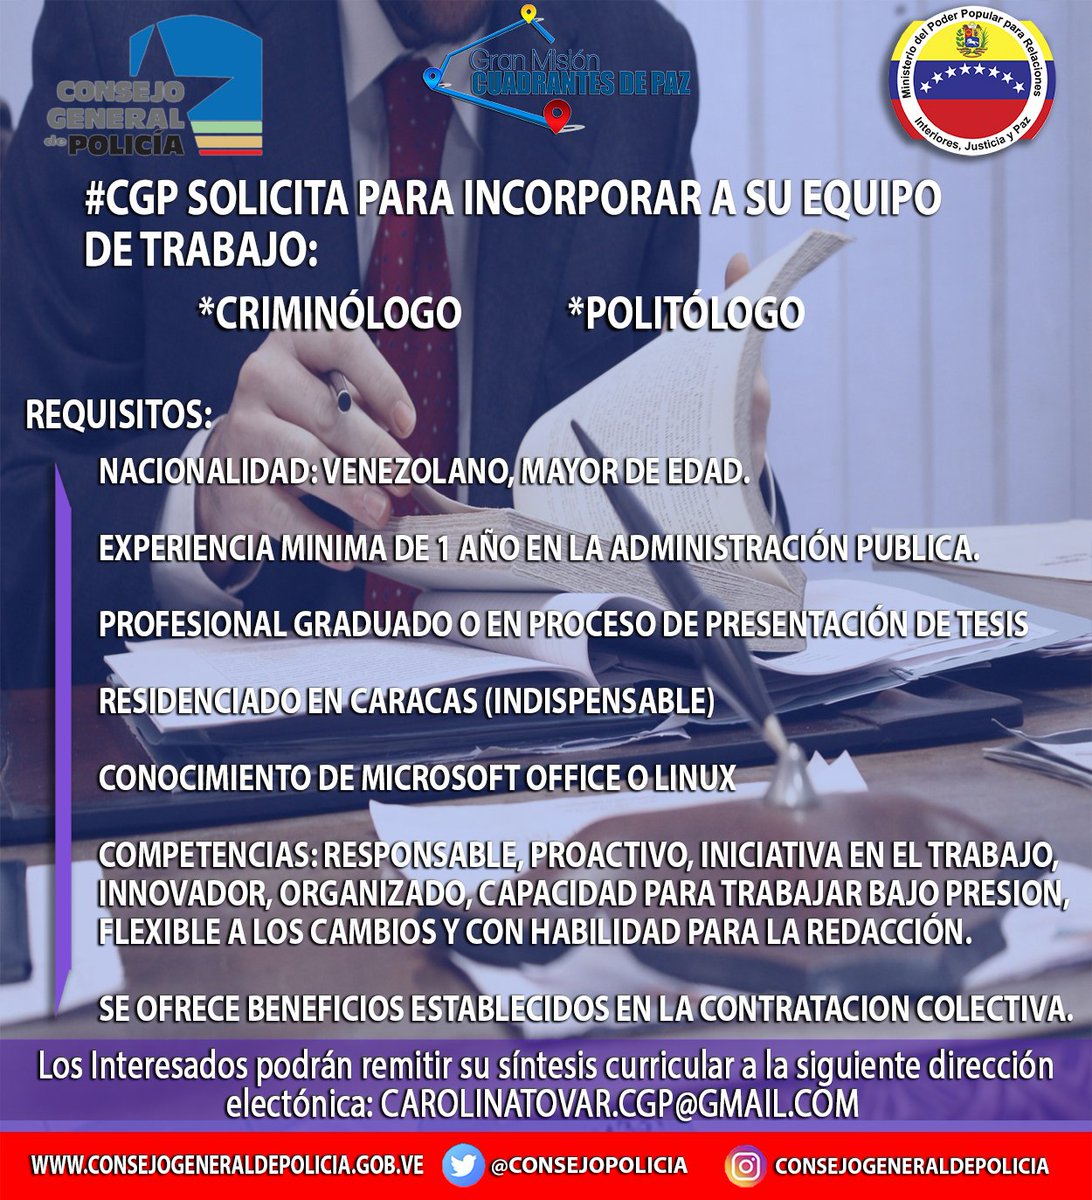 CONSEJO
GENERAL
de POLICÍA
Gran Misión
CUADRANTES DE PAZ
Ministerio del Poder Popular para Relaciones
Interiores, Justicia y Paz
#CGP SOLICITA PARA INCORPORAR A SU EQUIPO
DE TRABAJO:
*CRIMINÓLOGO *POLITÓLOGO
REQUISITOS:
NACIONALIDAD: VENEZOLANO, MAYOR DE EDAD.
EXPERIENCIA MINIMA DE 1 AÑO EN LA ADMINISTRACIÓN PUBLICA.
PROFESIONAL GRADUADO O EN PROCESO DE PRESENTACIÓN DE TESIS
RESIDENCIADO EN CARACAS (INDISPENSABLE)
CONOCIMIENTO DE MICROSOFT OFFICE O LINUX
COMPETENCIAS: RESPONSABLE, PROACTIVO, INICIATIVA EN EL TRABAJO,
INNOVADOR, ORGANIZADO, CAPACIDAD PARA TRABAJAR BAJO PRESION,
FLEXIBLE A LOS CAMBIOS Y CON HABILIDAD PARA LA REDACCIÓN.
SE OFRECE BENEFICIOS ESTABLECIDOS EN LA CONTRATACION COLECTIVA.
Los Interesados podrán remitir su síntesis curricular a la siguiente dirección
electónica: CAROLINATOVAR.CGP@GMAIL.COM
WWW.CONSEJOGENERALDEPOLICIA.GOB.VE @CONSEJOPOLICIA CONSEJOGENERALDEPOLICIA